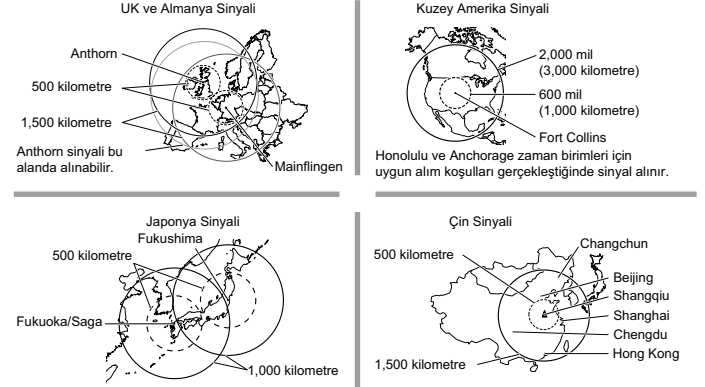 UK ve Almanya Sinyali
Anthorn
500 kilometre
1,500 kilometre
Anthorn sinyali bu
alanda alınabilir.
Mainflingen
Kuzey Amerika Sinyali
2,000 mil
(3,000 kilometre)
600 mil
(1,000 kilometre)
Fort Collins
Honolulu ve Anchorage zaman birimleri için
uygun alım koşulları gerçekleştiğinde sinyal alınır.
Japonya Sinyali
Fukushima
500 kilometre
Fukuoka/Saga
1,000 kilometre
Çin Sinyali
500 kilometre
Changchun
Beijing
Shangqiu
Shanghai
Chengdu
Hong Kong
1,500 kilometre